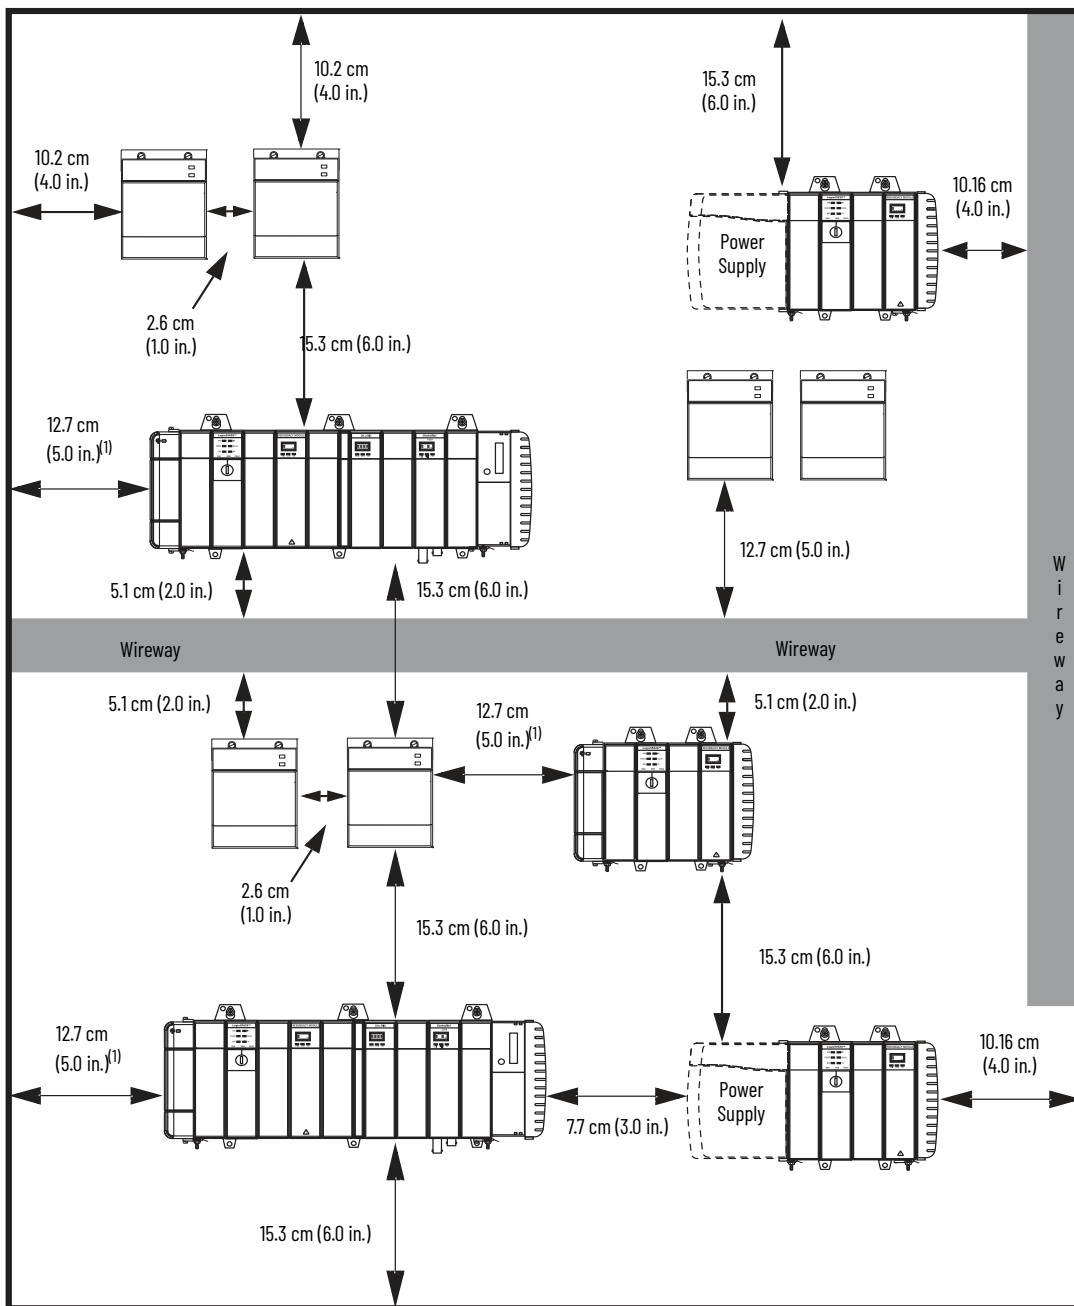 10.2 cm
(4.0 in.)
15.3 cm
(6.0 in.)
10.2 cm
(4.0 in.)
10.16 cm
(4.0 in.)
Power
Supply
2.6 cm
(1.0 in.)
15.3 cm (6.0 in.)
12.7 cm
(5.0 in.)(1)
12.7 cm (5.0 in.)
5.1 cm (2.0 in.)
15.3 cm (6.0 in.)
Wireway
Wireway
Wireway
5.1 cm (2.0 in.)
12.7 cm
(5.0 in.)(1)
5.1 cm (2.0 in.)
2.6 cm
(1.0 in.)
15.3 cm (6.0 in.)
15.3 cm (6.0 in.)
12.7 cm
(5.0 in.)(1)
10.16 cm
(4.0 in.)
Power
Supply
7.7 cm (3.0 in.)
15.3 cm (6.0 in.)